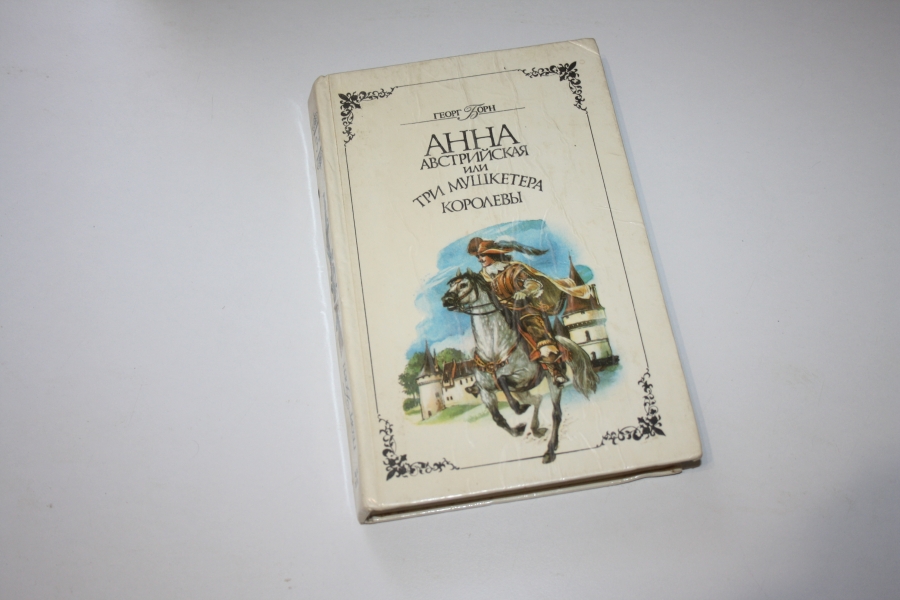 ГЕОРГ БОРН
АННА
АВСТРИЙСКАЯ
ИЛИ
ТРИ МУШКЕТЕРА
КОРОЛЕВЫ